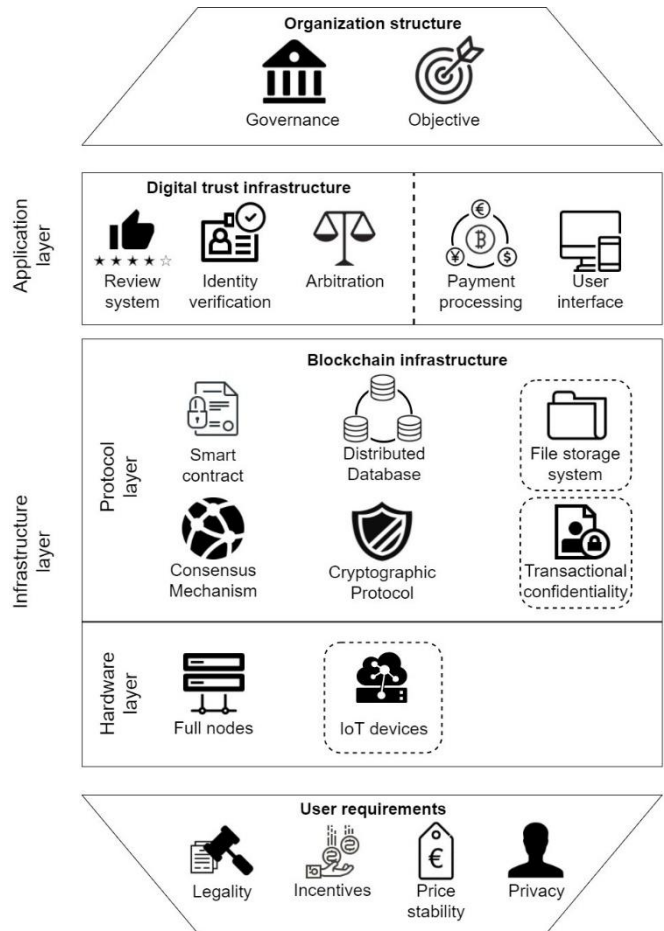 Organization structure
Governance
Objective
Application
layer
Digital trust infrastructure
Review
system
Identity
verification
Arbitration
Payment
processing
User
interface
Infrastructure
layer
Blockchain infrastructure
Protocol
layer
Smart
contract
Distributed
Database
File storage
system
Consensus
Mechanism
Cryptographic
Protocol
Transactional
confidentiality
Hardware
layer
Full nodes
IoT devices
User requirements
Legality
Incentives
Price
stability
Privacy